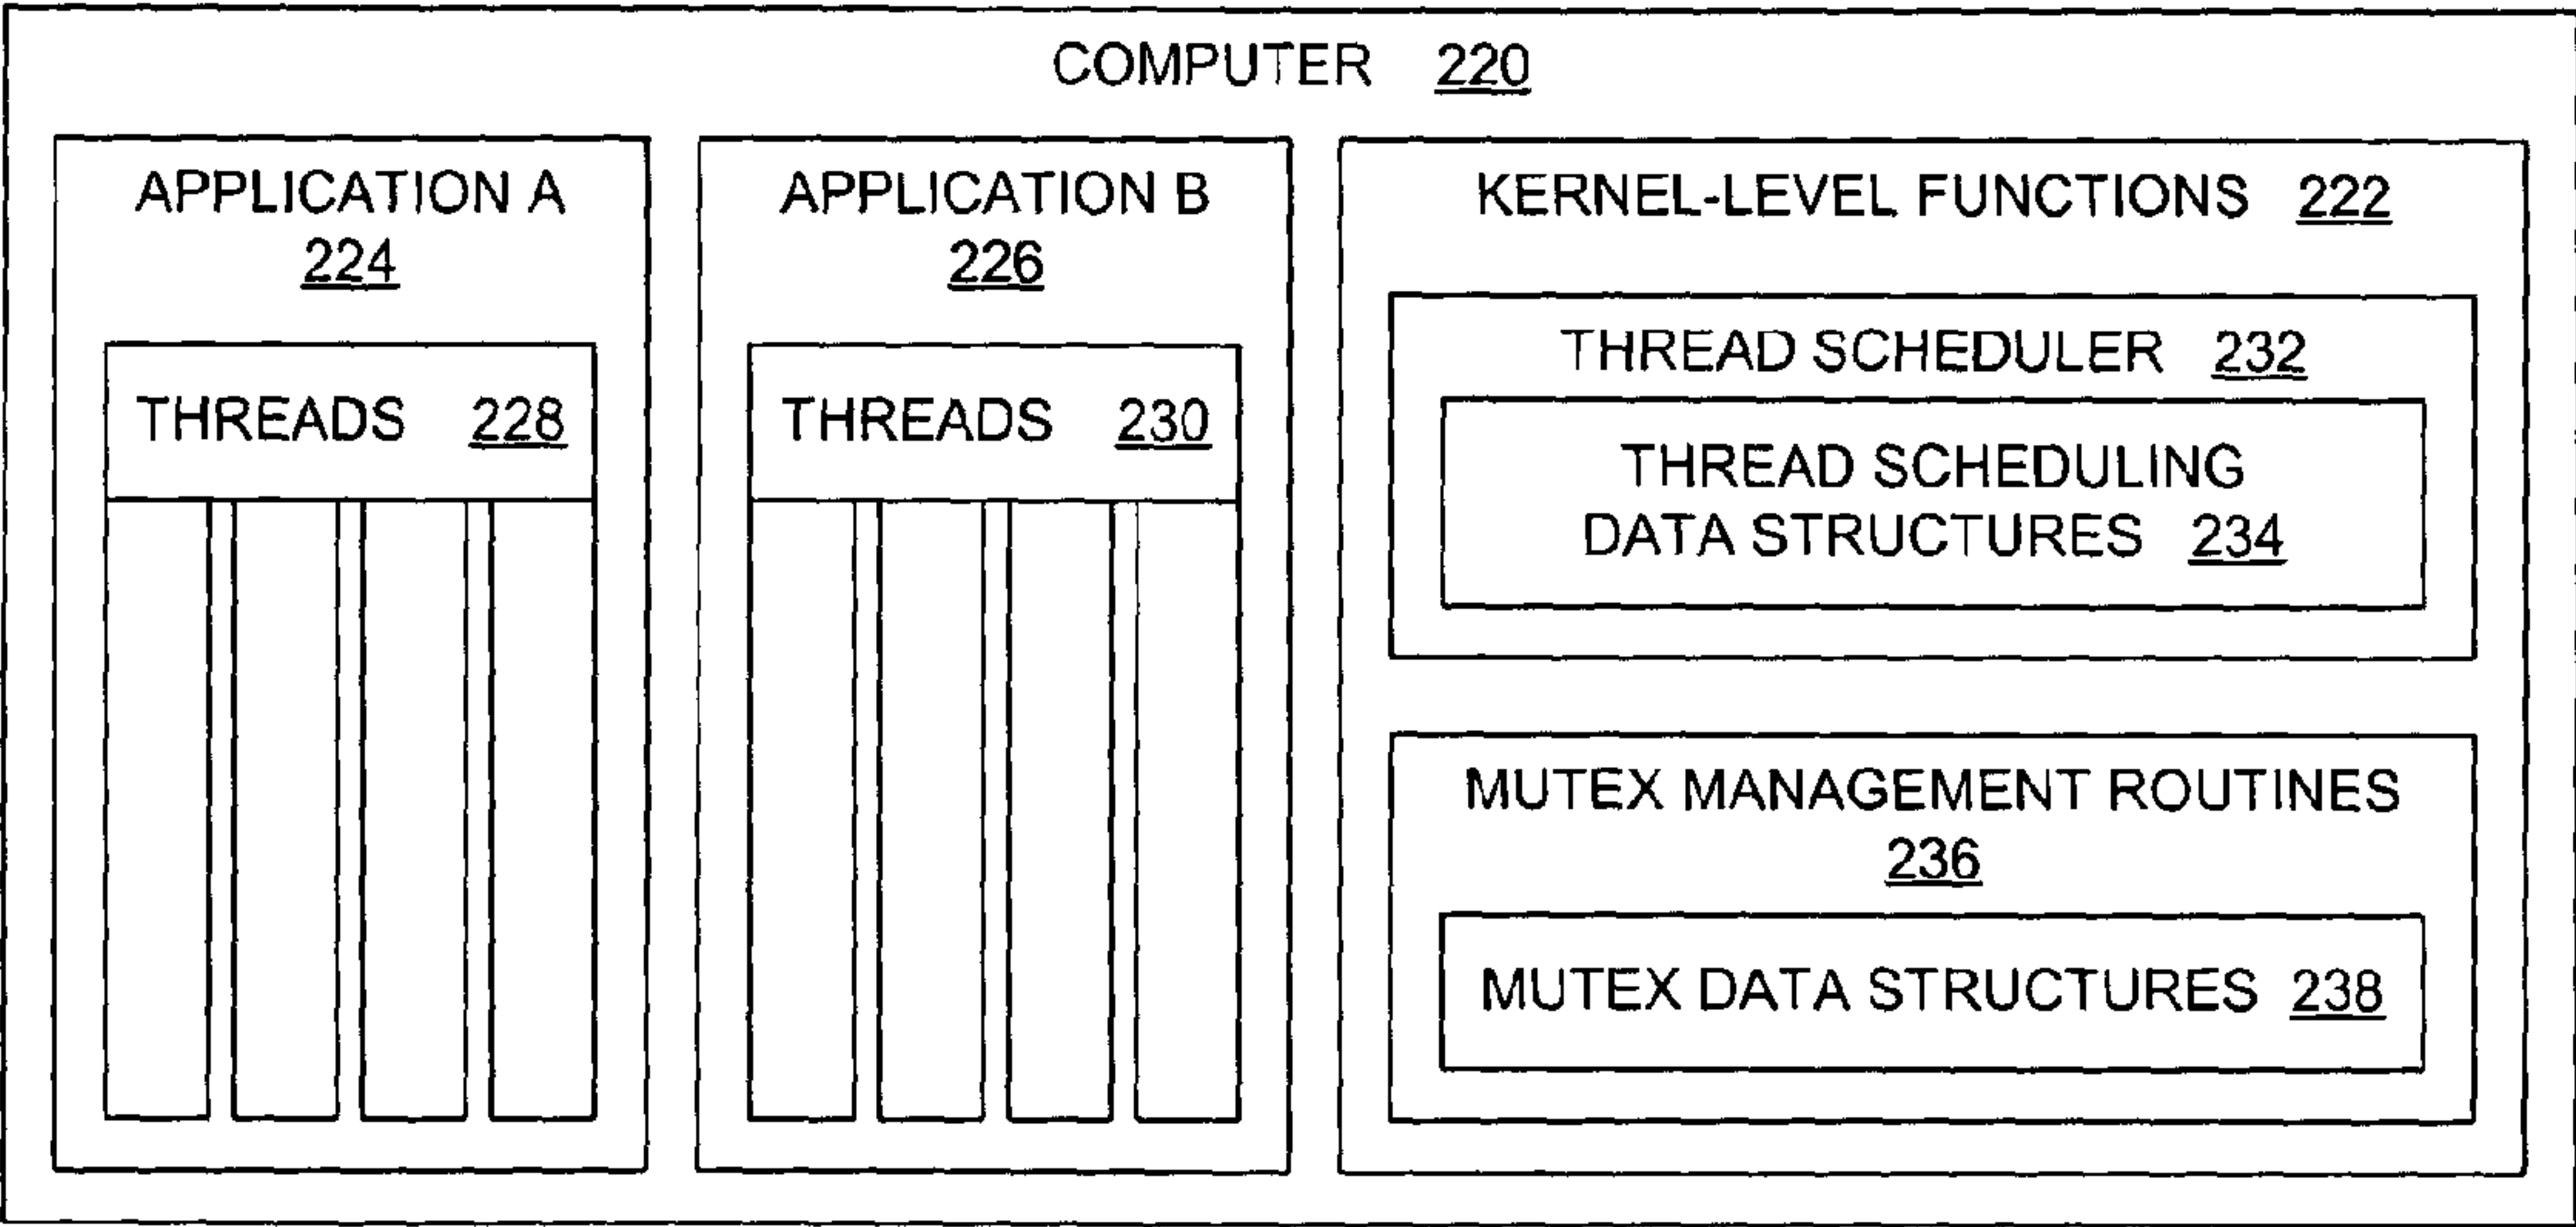 COMPUTER 220
APPLICATION A
224
THREADS 228
APPLICATION B
226
THREADS 230
KERNEL-LEVEL FUNCTIONS 222
THREAD SCHEDULER 232
THREAD SCHEDULING
DATA STRUCTURES 234
MUTEX MANAGEMENT ROUTINES
236
MUTEX DATA STRUCTURES 238